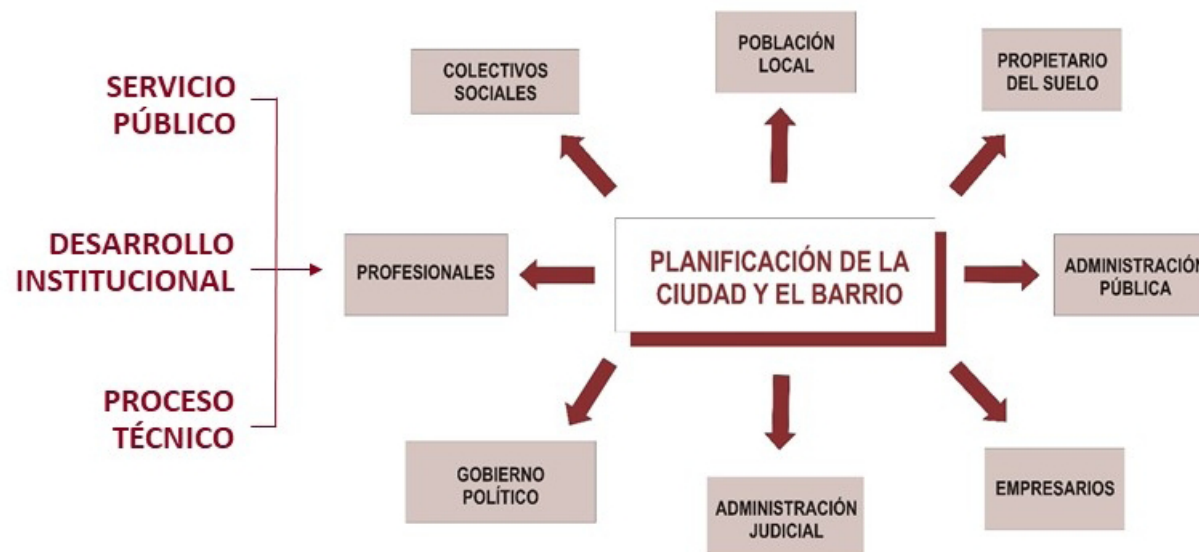 SERVICIO
PÚBLICO
DESARROLLO
INSTITUCIONAL
PROCESO
TÉCNICO
COLECTIVOS
SOCIALES
POBLACIÓN
LOCAL
PROPIETARIO
DEL SUELO
PROFESIONALES
PLANIFICACIÓN DE LA
CIUDAD Y EL BARRIO
ADMINISTRACIÓN
PÚBLICA
GOBIERNO
POLÍTICO
ADMINISTRACIÓN
JUDICIAL
EMPRESARIOS